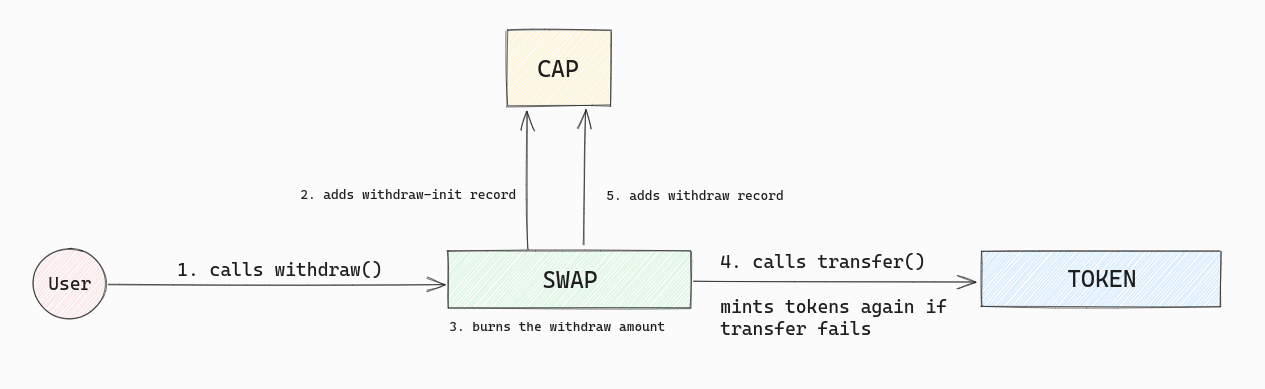 CAP
2. adds withdraw-init record
5. adds withdraw record
User
1. calls withdraw()
SWAP
3. burns the withdraw amount
4. calls transfer()
mints tokens again if
transfer fails
TOKEN